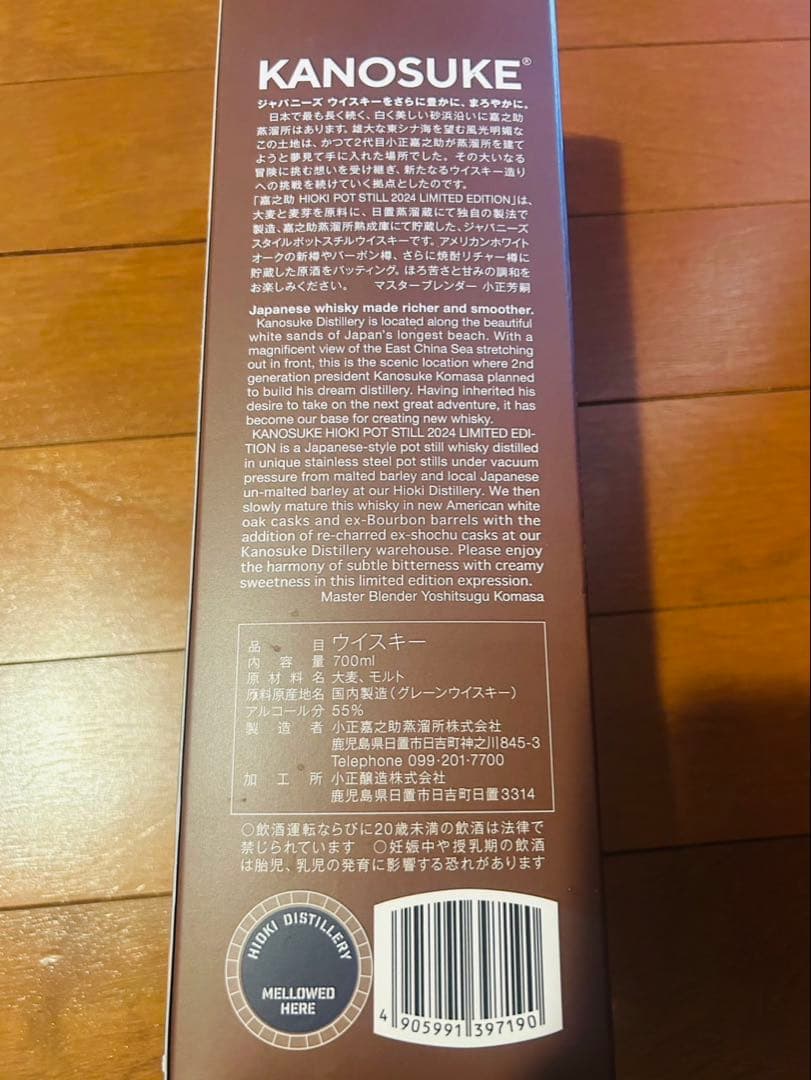 KANOSUKE®
ジャパニーズ ウイスキーをさらに豊かに、まろやかに。
日本で最も長く続く、白く美しい砂浜沿いに嘉之助
蒸溜所はあります。雄大な東シナ海を望む風光明媚な
この土地は、かつて2代目小正嘉之助が蒸溜所を建て
ようと夢見て手に入れた場所でした。その大いなる
冒険に挑む想いを受け継ぎ、新たなるウイスキー造り
への挑戦を続けていく拠点としたのです。
「嘉之助 HIOKI POT STILL 2024 LIMITED EDITION」は、
大麦と麦芽を原料に、日置蒸溜蔵にて独自の製法で
製造、嘉之助蒸溜所熟成庫にて貯蔵した、ジャパニーズ
スタイルポットスチルウイスキーです。アメリカンホワイト
オークの新樽やバーボン樽、さらに焼酎リチャー樽に
貯蔵した原酒をバッティング。ほろ苦さと甘みの調和を
お楽しみください。 マスターブレンダー 小正芳嗣
Japanese whisky made richer and smoother.
Kanosuke Distillery is located along the beautiful
white sands of Japan's longest beach. With a
magnificent view of the East China Sea stretching
out in front, this is the scenic location where 2nd
generation president Kanosuke Komasa planned
to build his dream distillery. Having inherited his
desire to take on the next great adventure, it has
become our base for creating new whisky.
KANOSUKE HIOKI POT STILL 2024 LIMITED EDI-
TION is a Japanese-style pot still whisky distilled
in unique stainless steel pot stills under vacuum
pressure from malted barley and local Japanese
un-malted barley at our Hioki Distillery. We then
slowly mature this whisky in new American white
oak casks and ex-Bourbon barrels with the
addition of re-charred ex-shochu casks at our
Kanosuke Distillery warehouse. Please enjoy
the harmony of subtle bitterness with creamy
sweetness in this limited edition expression.
Master Blender Yoshitsugu Komasa
品目 ウイスキー
内容量 700ml
原材料名 大麦、モルト
原料原産地名 国内製造（グレーンウイスキー）
アルコール分 55%
製造者 小正嘉之助蒸溜所株式会社
鹿児島県日置市日吉町神之川845-3
Telephone 099・201・7700
加工所 小正醸造株式会社
鹿児島県日置市日吉町日置3314
○飲酒運転ならびに20歳未満の飲酒は法律で
禁じられています ○妊娠中や授乳期の飲酒
は胎児、乳児の発育に影響する恐れがあります
HIOKI DISTILLERY
MELLOWED
HERE
4 905991 397190